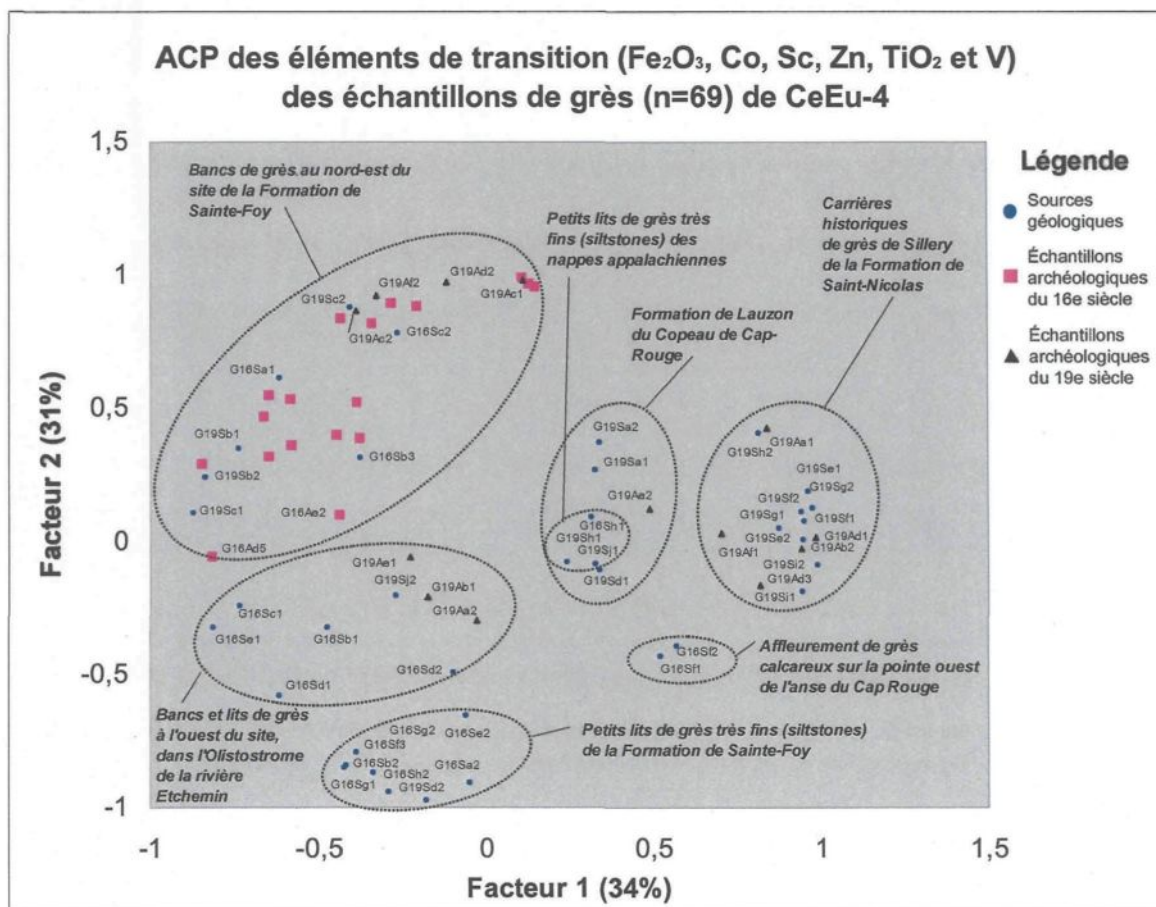 ACP des éléments de transition (Fe₂O₃, Co, Sc, Zn, TiO₂ et V)
des échantillons de grès (n=69) de CeEu-4
1,5
1
0,5
0
-0,5
-1
Facteur 2 (31%)
-1
-0,5
0
0,5
1
1,5
Facteur 1 (34%)
Bancs de grès au nord-est du
site de la Formation de
Sainte-Foy
Petits lits de grès très
fins (siltstones) des
nappes appalachiennes
Carrières
historiques
de grès de Sillery
de la Formation de
Saint-Nicolas
Formation de Lauzon
du Copeau de Cap-
Rouge
Légende
Sources
géologiques
Échantillons
archéologiques
du 16e siècle
Échantillons
archéologiques
du 19e siècle
G19Sc2
G19Af2
G19Ad2
G19Ac1
G19Ac2
G16Sc2
G16Sa1
G19Sb1
G19Sb2
G16Sb3
G19Sc1
G16Ae2
G16Ad5
G19Sa2
G19Sa1
G19Ae2
G16Sh1
G19Sh1
G19Sj1
G19Sd1
G19Sh2
G19Aa1
G19Se1
G19Sg2
G19Sf2
G19Sg1
G19Sf1
G19Se2
G19Ad1
G19Af1
G19Ab2
G19Si2
G19Ad3
G19Si1
G19Ae1
G19Sj2
G19Ab1
G19Aa2
G16Sc1
G16Se1
G16Sb1
G16Sd2
G16Sd1
G16Sf2
G16Sf1
Affleurement de grès
calcareux sur la pointe ouest
de l'anse du Cap Rouge
Bancs et lits de grès
à l'ouest du site,
dans l'Olistostrome
de la rivière
Etchemin
G16Sg2
G16Se2
G16Sf3
G16Sb2
G16Sh2
G16Sa2
G16Sg1
G19Sd2
Petits lits de grès très fins (siltstones)
de la Formation de Sainte-Foy